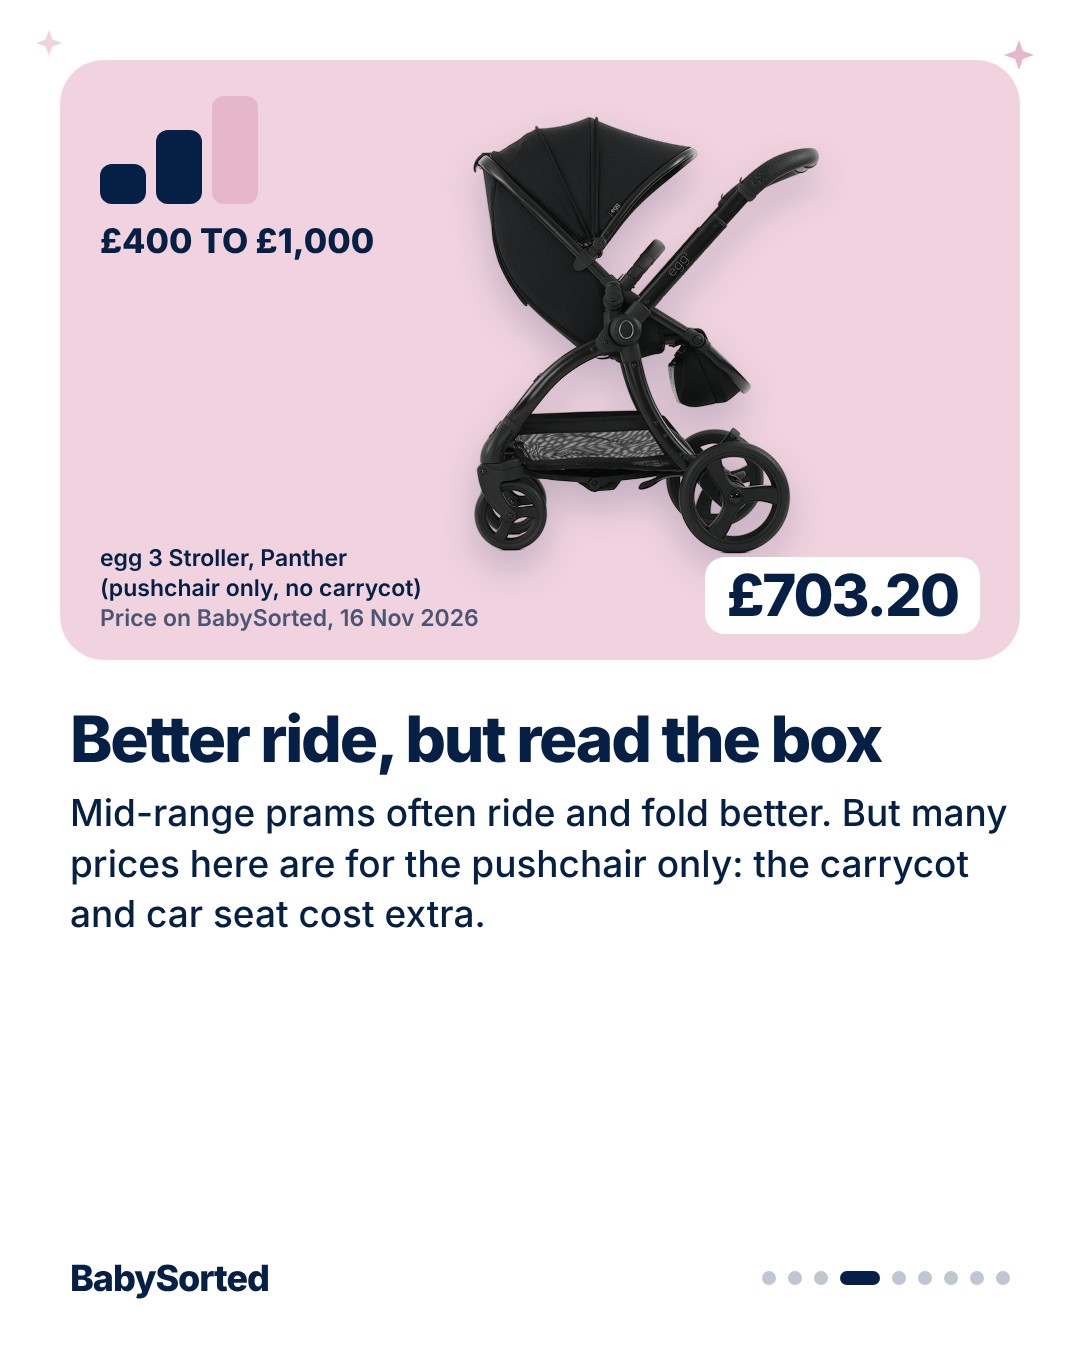 £400 TO £1,000
egg
egg
egg 3 Stroller, Panther
(pushchair only, no carrycot)
Price on BabySorted, 16 Nov 2026
£703.20
Better ride, but read the box
Mid-range prams often ride and fold better. But many
prices here are for the pushchair only: the carrycot
and car seat cost extra.
BabySorted